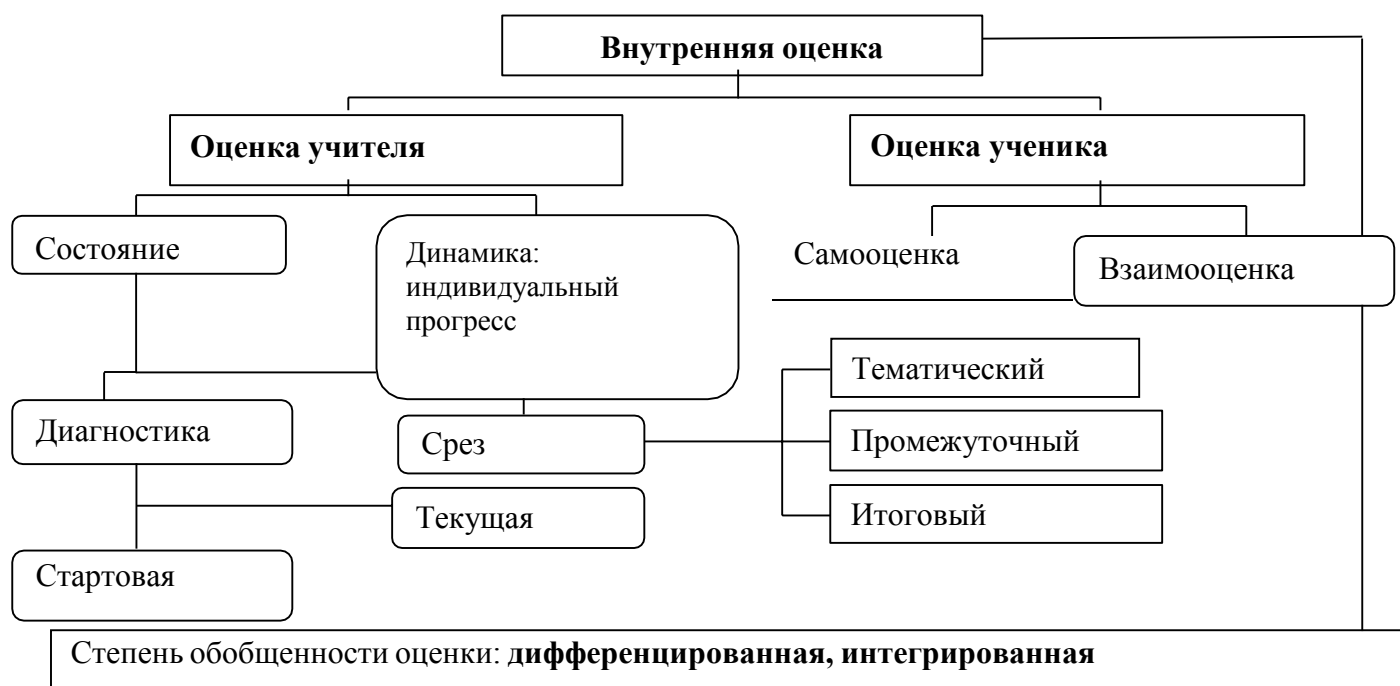 Внутренняя оценка
Оценка учителя
Оценка ученика
Состояние
Динамика:
индивидуальный
прогресс
Самооценка
Взаимооценка
Тематический
Диагностика
Срез
Промежуточный
Текущая
Итоговый
Стартовая
Степень обобщенности оценки: дифференцированная, интегрированная